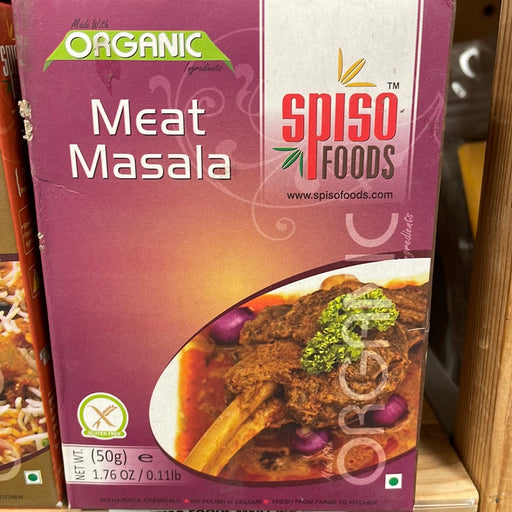 Made With
ORGANIC
Ingredients
Meat
Masala
spiso
TM
FOODS
www.spisofoods.com
ORGANIC
Ingredients
GLUTEN FREE
NET WT.
(50g) e
1.76 OZ / 0.11lb
NO HARMFUL CHEMICALS • NO POLISH or COLOUR • FRESH FROM FARMS TO KITCHEN
KITCHEN